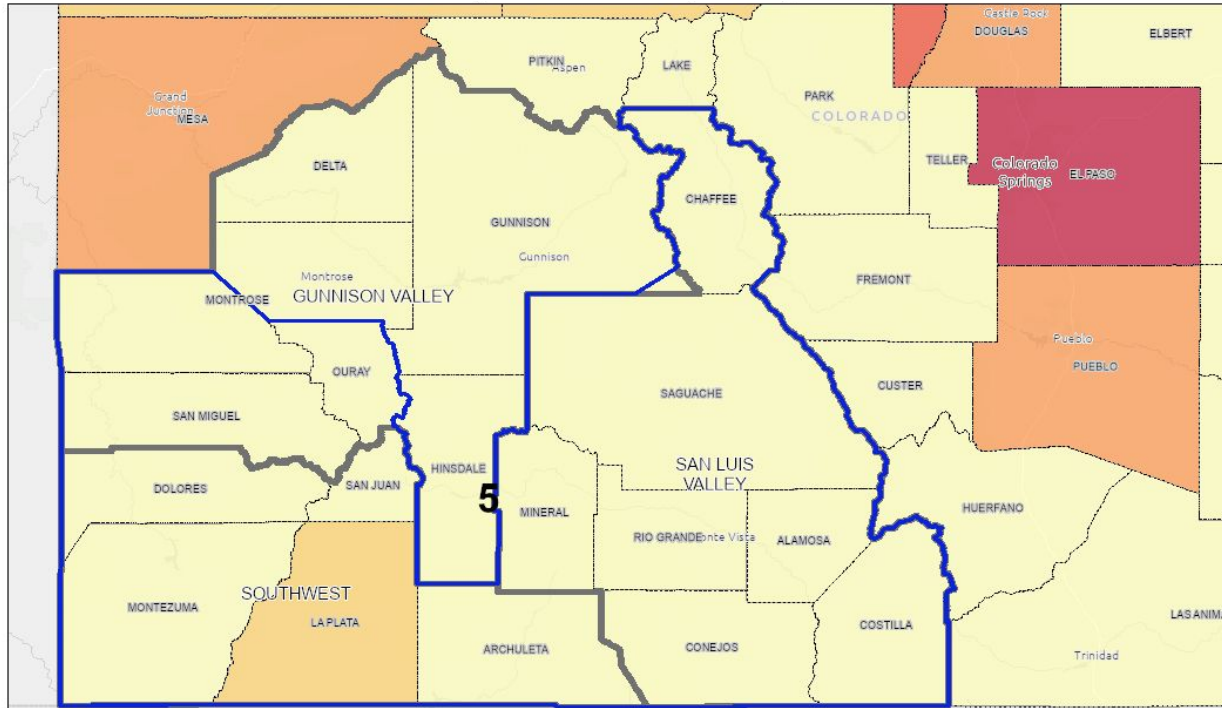 Castle Rock
DOUGLAS
ELBERT
PITKIN
Aspen
LAKE
PARK
COLORADO
Grand
Junction
MESA
DELTA
TELLER
Colorado
Springs
EL PASO
CHAFFEE
GUNNISON
Gunnison
FREMONT
Montrose
MONTROSE
GUNNISON VALLEY
Pueblo
PUEBLO
OURAY
CUSTER
SAGUACHE
SAN MIGUEL
HINSDALE
SAN LUIS
VALLEY
DOLORES
SAN JUAN
5
MINERAL
HUERFANO
RIO GRANDE
onte Vista
ALAMOSA
SOUTHWEST
MONTEZUMA
LA PLATA
LAS ANIMA
COSTILLA
ARCHULETA
CONEJOS
Trinidad